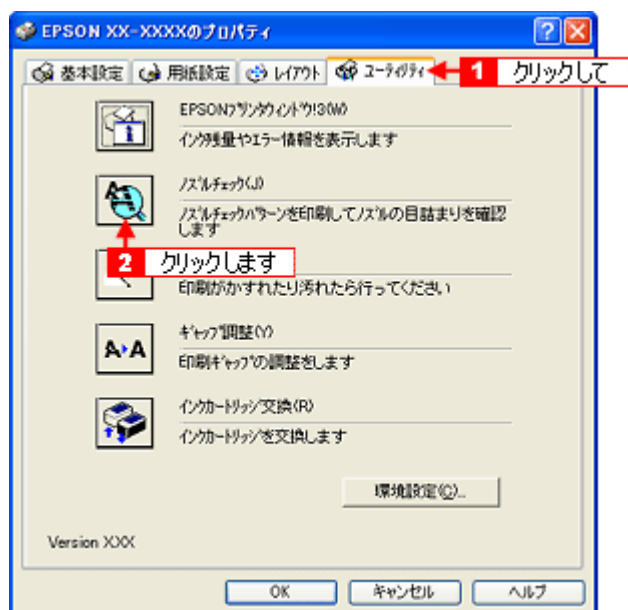 EPSON XX-XXXXのプロパティ
基本設定 用紙設定 レイアウト ユーティリティ 1 クリックして
EPSONプリンタウィンドウ!3(W)
インク残量やエラー情報を表示します
ノズルチェック(J)
ノズルチェックパターンを印刷してノズルの目詰まりを確認
します
2 クリックします
印刷がかすれたり汚れたら行ってください
ギャップ調整(Y)
A▸A
印刷ギャップの調整をします
インクカートリッジ交換(R)
インクカートリッジを交換します
環境設定(C)...
Version XXX
OK キャンセル ヘルプ